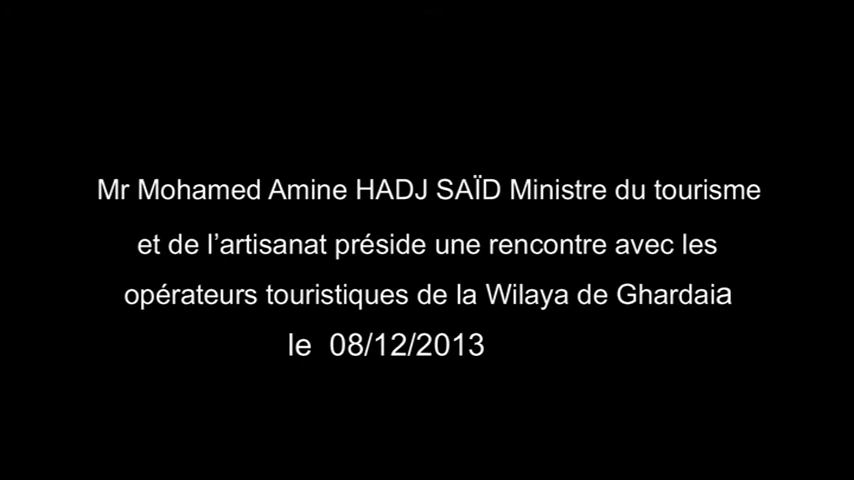 Mr Mohamed Amine HADJ SAÏD Ministre du tourisme
et de l’artisanat préside une rencontre avec les
opérateurs touristiques de la Wilaya de Ghardaia
le 08/12/2013